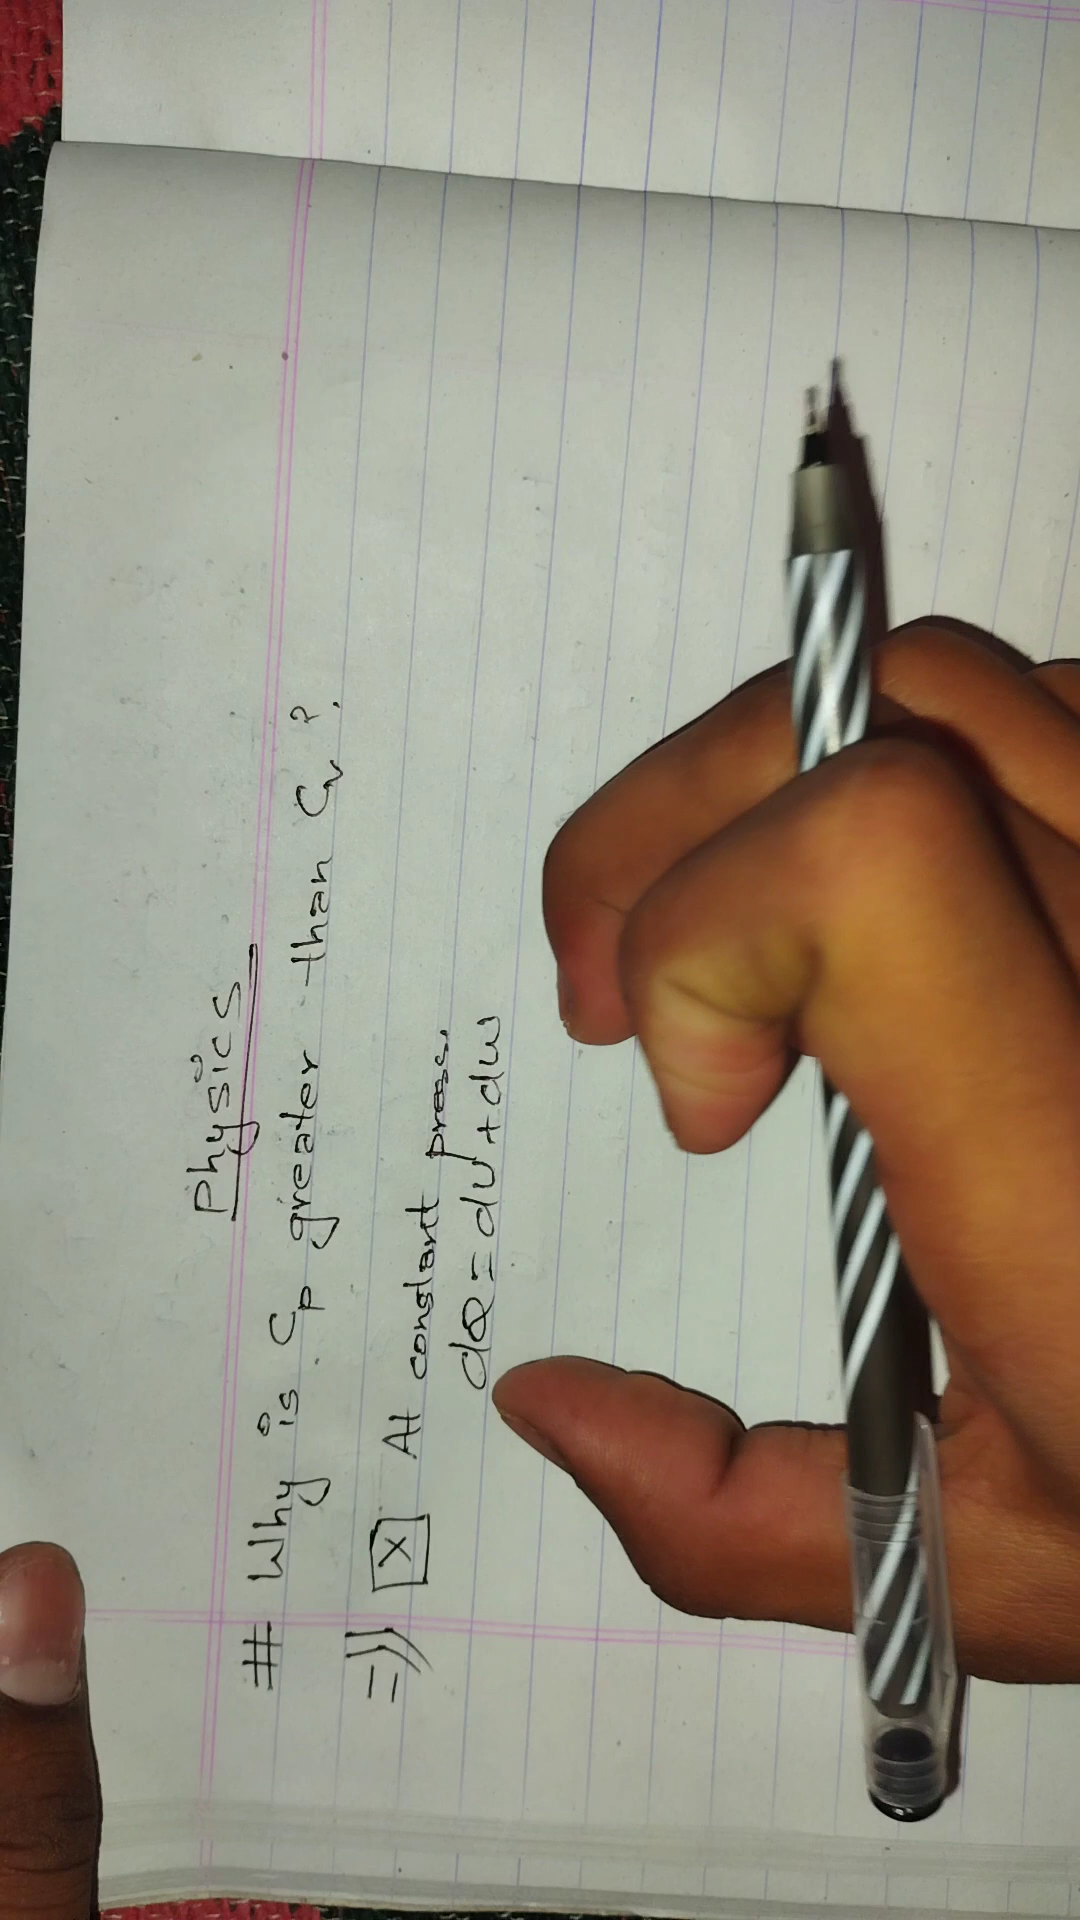 Physics
# Why is Cp greater than Cv ?
=)) X At constant press.
dQ = dU + dw